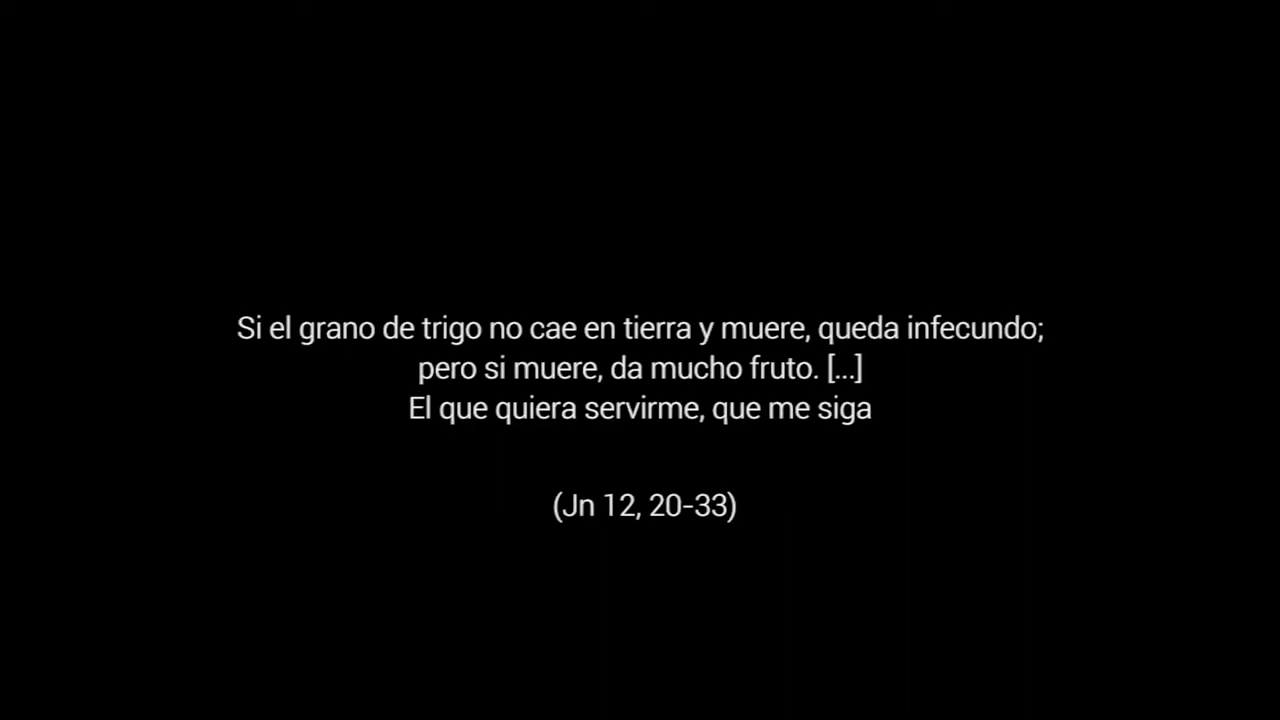 Si el grano de trigo no cae en tierra y muere, queda infecundo;
pero si muere, da mucho fruto. [...]
El que quiera servirme, que me siga
(Jn 12, 20-33)